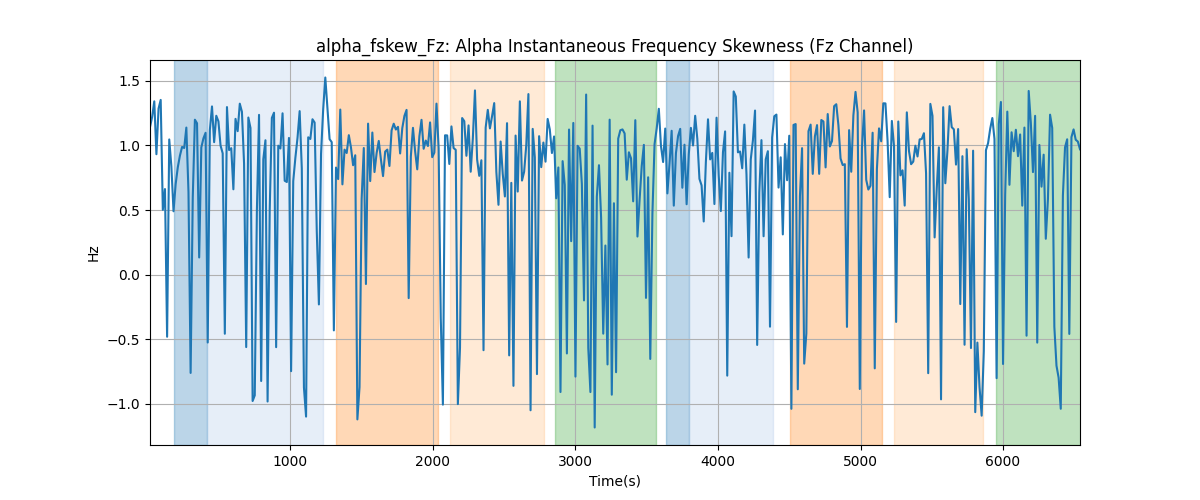 alpha_fskew_Fz: Alpha Instantaneous Frequency Skewness (Fz Channel)
1.5
1.0
0.5
0.0
−0.5
−1.0
Hz
1000 2000 3000 4000 5000 6000
Time(s)